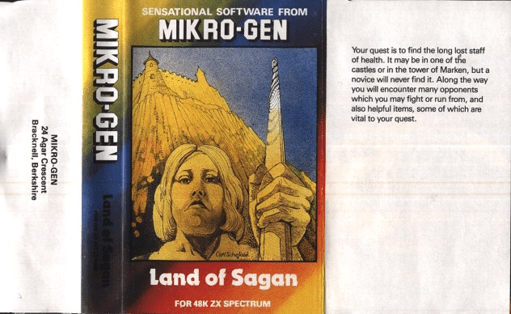 MIKRO-GEN
24 Agar Crescent
Bracknell, Berkshire
MIKRO-GEN
Land of Sagan
SENSATIONAL SOFTWARE FROM
MIKRO-GEN
Land of Sagan
FOR 48K ZX SPECTRUM
Your quest is to find the long lost staff
of health. It may be in one of the
castles or in the tower of Marken, but a
novice will never find it. Along the way
you will encounter many opponents
which you may fight or run from, and
also helpful items, some of which are
vital to your quest.